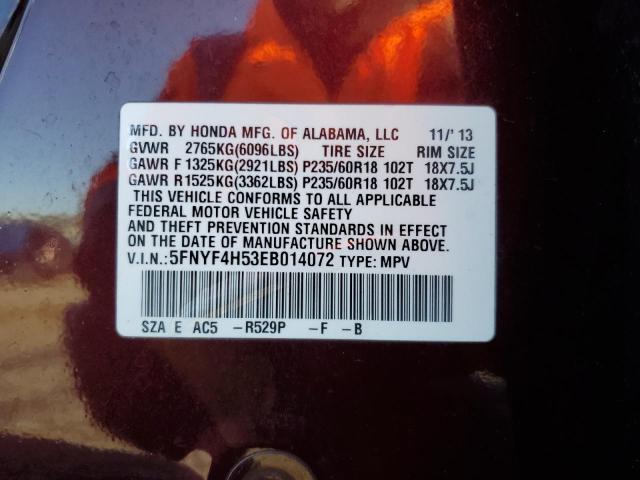 MFD. BY HONDA MFG. OF ALABAMA, LLC 11/'13
GVWR 2765KG(6096LBS) TIRE SIZE RIM SIZE
GAWR F 1325KG(2921LBS) P235/60R18 102T 18X7.5J
GAWR R1525KG(3362LBS) P235/60R18 102T 18X7.5J
THIS VEHICLE CONFORMS TO ALL APPLICABLE
FEDERAL MOTOR VEHICLE SAFETY
AND THEFT PREVENTION STANDARDS IN EFFECT
ON THE DATE OF MANUFACTURE SHOWN ABOVE.
V.I.N.:5FNYF4H53EB014072 TYPE: MPV
SZA E AC5 -R529P -F -B